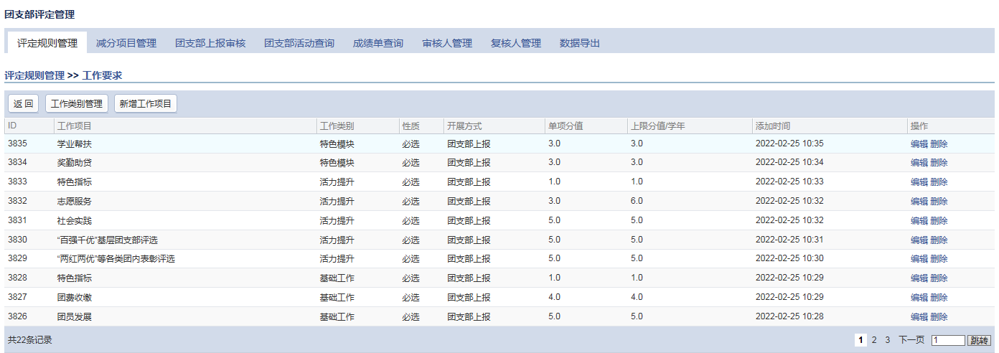 团支部评定管理
评定规则管理 减分项目管理 团支部上报审核 团支部活动查询 成绩单查询 审核人管理 复核人管理 数据导出
评定规则管理 >> 工作要求
返 回 工作类别管理 新增工作项目
ID 工作项目 工作类别 性质 开展方式 单项分值 上限分值/学年 添加时间 操作
3835 学业帮扶 特色模块 必选 团支部上报 3.0 3.0 2022-02-25 10:35 编辑 删除
3834 奖勤助贷 特色模块 必选 团支部上报 3.0 3.0 2022-02-25 10:34 编辑 删除
3833 特色指标 活力提升 必选 团支部上报 1.0 1.0 2022-02-25 10:33 编辑 删除
3832 志愿服务 活力提升 必选 团支部上报 3.0 6.0 2022-02-25 10:32 编辑 删除
3831 社会实践 活力提升 必选 团支部上报 5.0 5.0 2022-02-25 10:32 编辑 删除
3830 “百强千优”基层团支部评选 活力提升 必选 团支部上报 5.0 5.0 2022-02-25 10:31 编辑 删除
3829 “两红两优”等各类团内表彰评选 活力提升 必选 团支部上报 5.0 5.0 2022-02-25 10:30 编辑 删除
3828 特色指标 基础工作 必选 团支部上报 1.0 1.0 2022-02-25 10:29 编辑 删除
3827 团费收缴 基础工作 必选 团支部上报 4.0 4.0 2022-02-25 10:29 编辑 删除
3826 团员发展 基础工作 必选 团支部上报 5.0 5.0 2022-02-25 10:28 编辑 删除
共22条记录 1 2 3 下一页 1 跳转